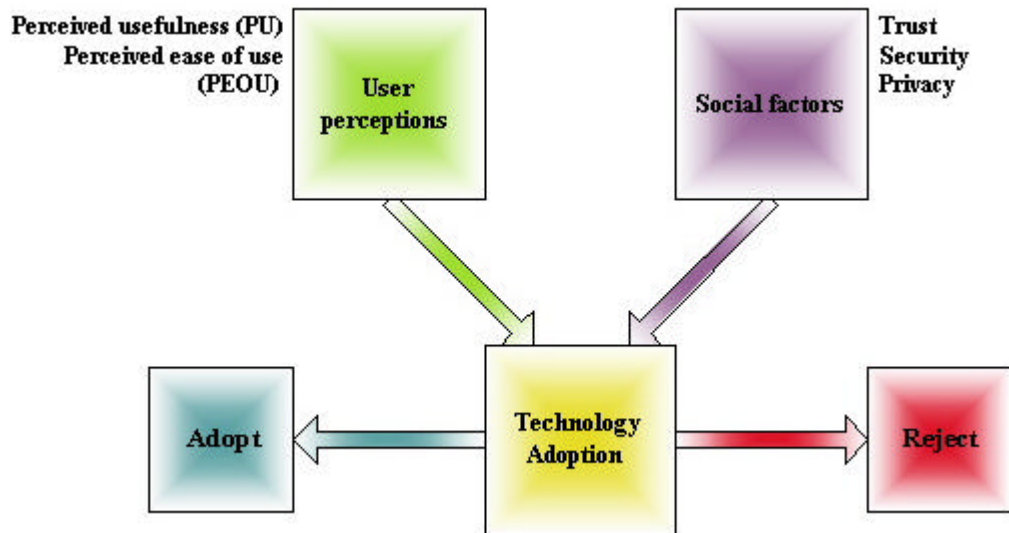 Perceived usefulness (PU)
Perceived ease of use
(PEOU)
User
perceptions
Social factors
Trust
Security
Privacy
Adopt
Technology
Adoption
Reject